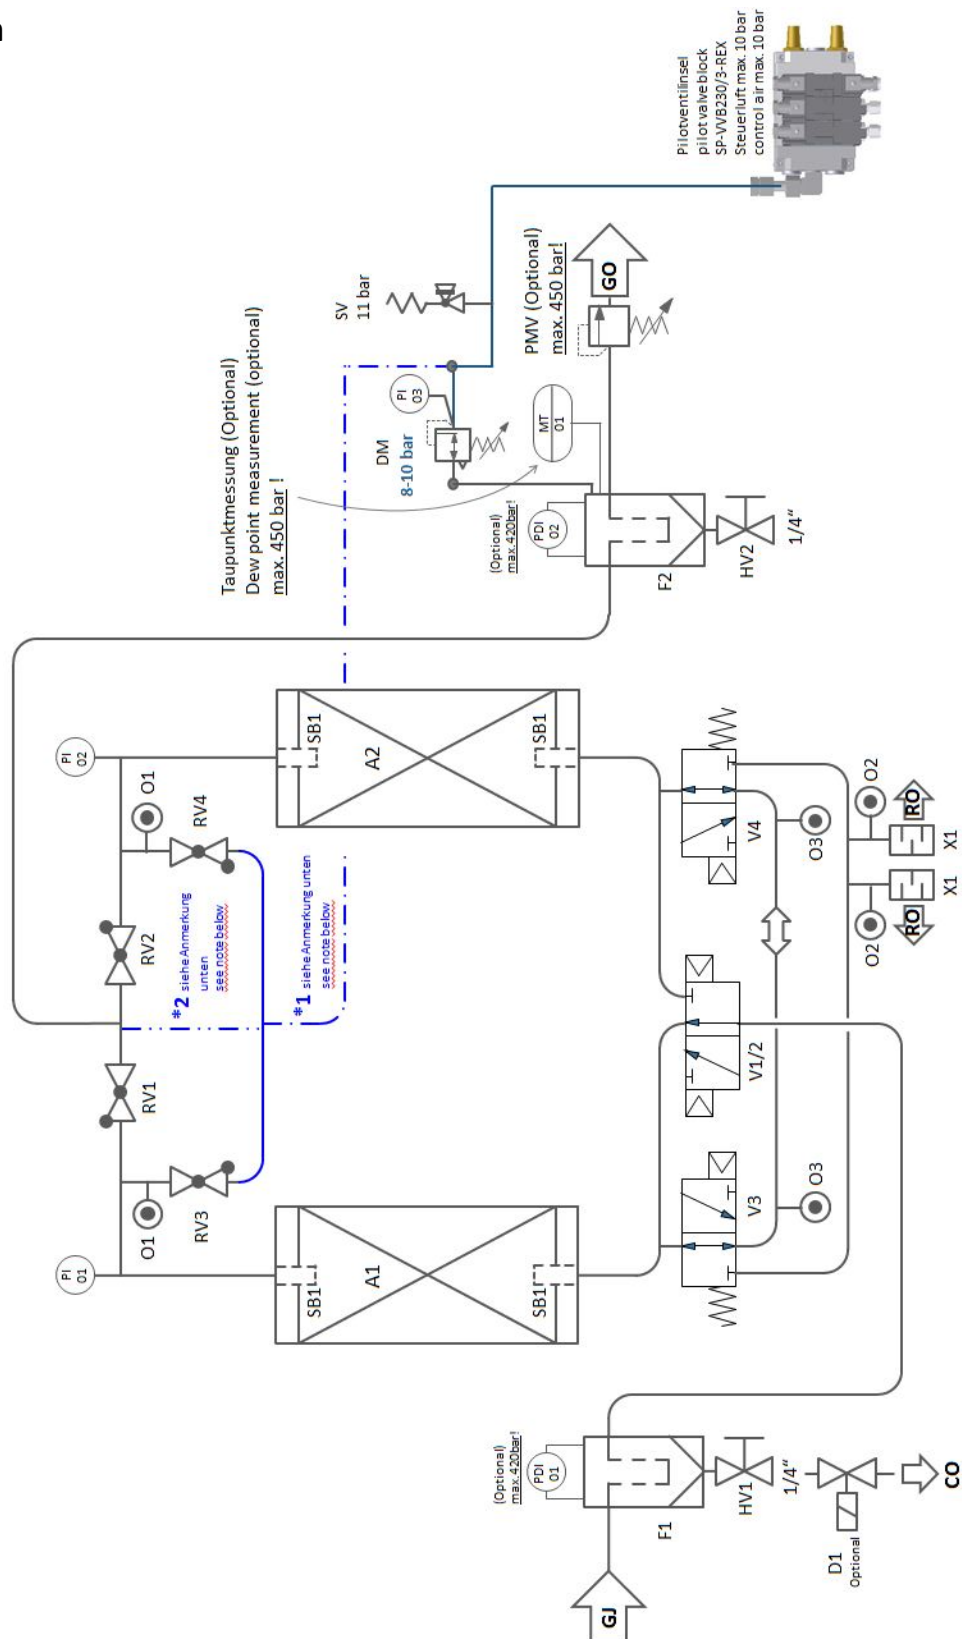 n
PI
01
PI
02
O1
O1
RV1
RV2
RV3
RV4
*2 siehe Anmerkung
unten
see note below
*1 siehe Anmerkung unten
see note below
SB1
A1
SB1
SB1
A2
SB1
V3
V1/2
V4
O3
O3
O2
O2
RO
RO
X1
X1
GJ
(Optional)
max.420bar!
PDI
01
F1
HV1
1/4“
D1
Optional
CO
Taupunktmessung (Optional)
Dew point measurement (optional)
max. 450 bar !
(Optional)
max.420bar!
PDI
02
F2
HV2
1/4“
DM
8-10 bar
PI
03
MT
01
SV
11 bar
PMV (Optional)
max. 450 bar!
GO
Pilotventilinsel
pilot valve block
SP-VVB230/3-REX
Steuerluft max. 10 bar
control air max. 10 bar